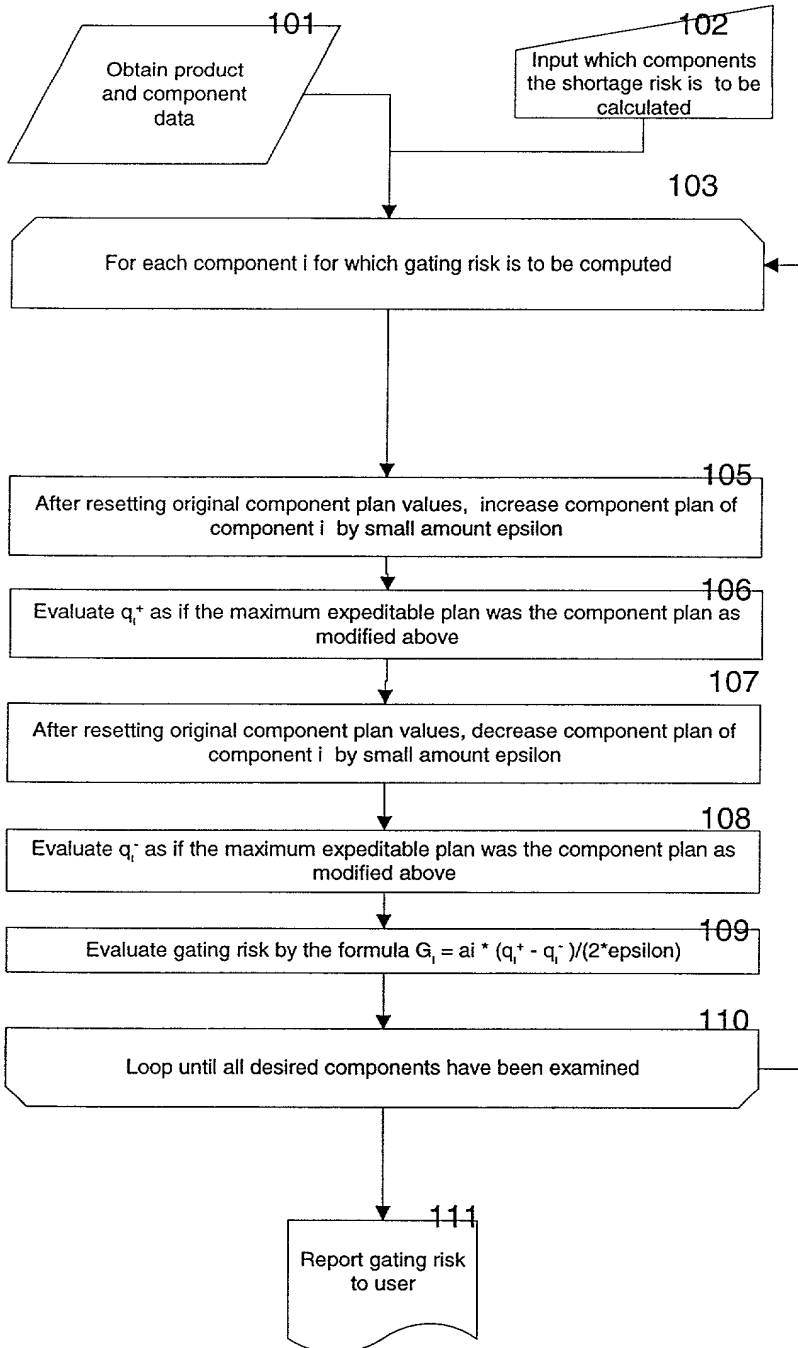 101
Obtain product
and component
data
102
Input which components
the shortage risk is to be
calculated
103
For each component i for which gating risk is to be computed
105
After resetting original component plan values, increase component plan of
component i by small amount epsilon
106
Evaluate qᵢ⁺ as if the maximum expeditable plan was the component plan as
modified above
107
After resetting original component plan values, decrease component plan of
component i by small amount epsilon
108
Evaluate qᵢ⁻ as if the maximum expeditable plan was the component plan as
modified above
109
Evaluate gating risk by the formula Gᵢ = ai * (qᵢ⁺ - qᵢ⁻)/(2*epsilon)
110
Loop until all desired components have been examined
111
Report gating risk
to user